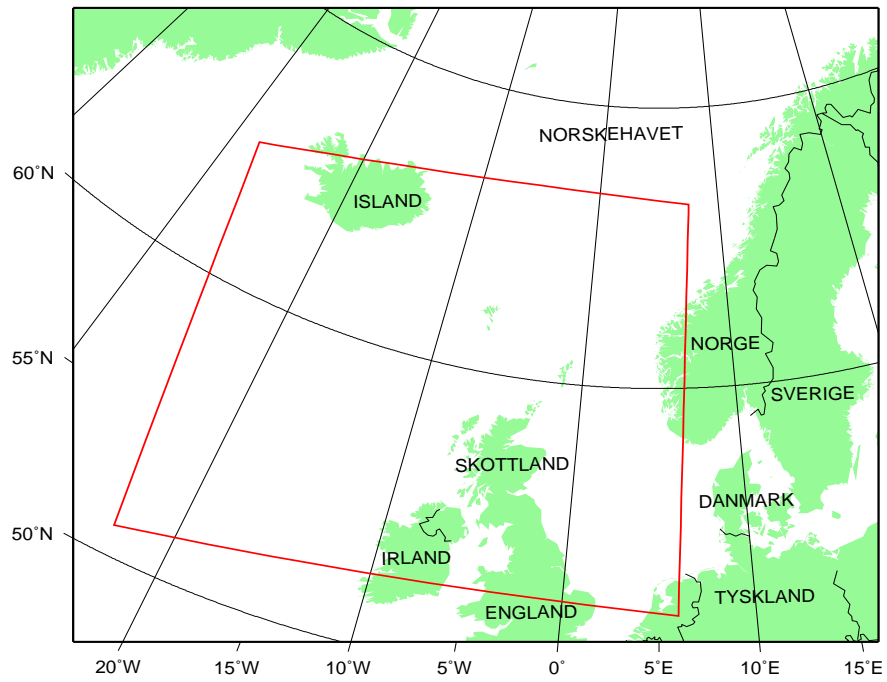 NORSKEHAVET
60°N
ISLAND
55°N
NORGE
SVERIGE
SKOTTLAND
DANMARK
50°N
IRLAND
TYSKLAND
ENGLAND
20°W
15°W
10°W
5°W
0°
5°E
10°E
15°E